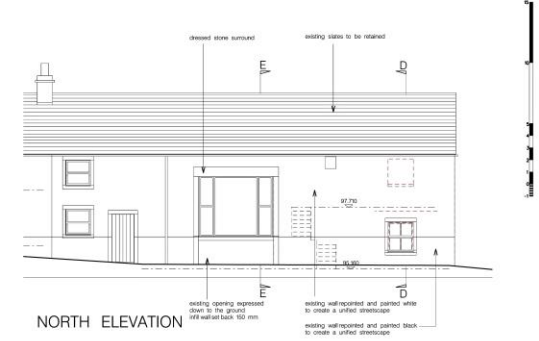 dressed stone surround
existing slates to be retained
E
D
97.710
95.160
E
D
existing opening expressed
down to the ground
infill wall set back 150 mm
existing wall repointed and painted white
to create a unified streetscape
existing wall repointed and painted black
to create a unified streetscape
NORTH ELEVATION